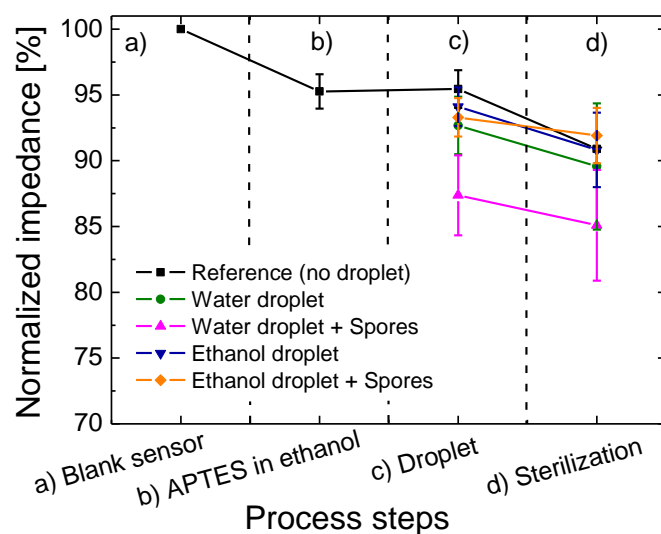 Normalized impedance [%]
100
95
90
85
80
75
70
a)
b)
c)
d)
Reference (no droplet)
Water droplet
Water droplet + Spores
Ethanol droplet
Ethanol droplet + Spores
a) Blank sensor
b) APTES in ethanol
c) Droplet
d) Sterilization
Process steps